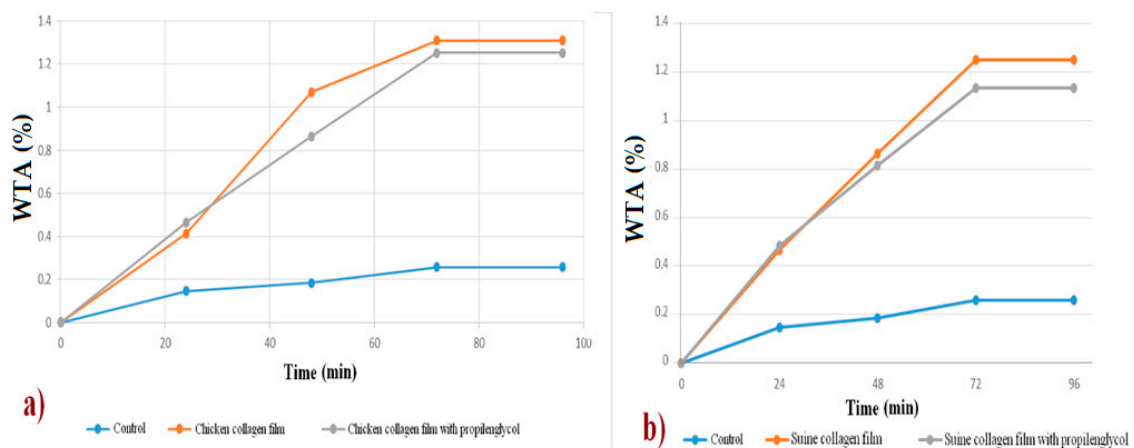 1.4
1.2
1
0.8
0.6
0.4
0.2
0
WTA (%)
0 20 40 60 80 100
Time (min)
a)
Control Chicken collagen film Chicken collagen film with propilenglycol
1.4
1.2
1
0.8
0.6
0,4
0.2
0
WTA (%)
0 24 48 72 96
Time (min)
b)
Control Suine collagen film Suine collagen film with propilenglycol